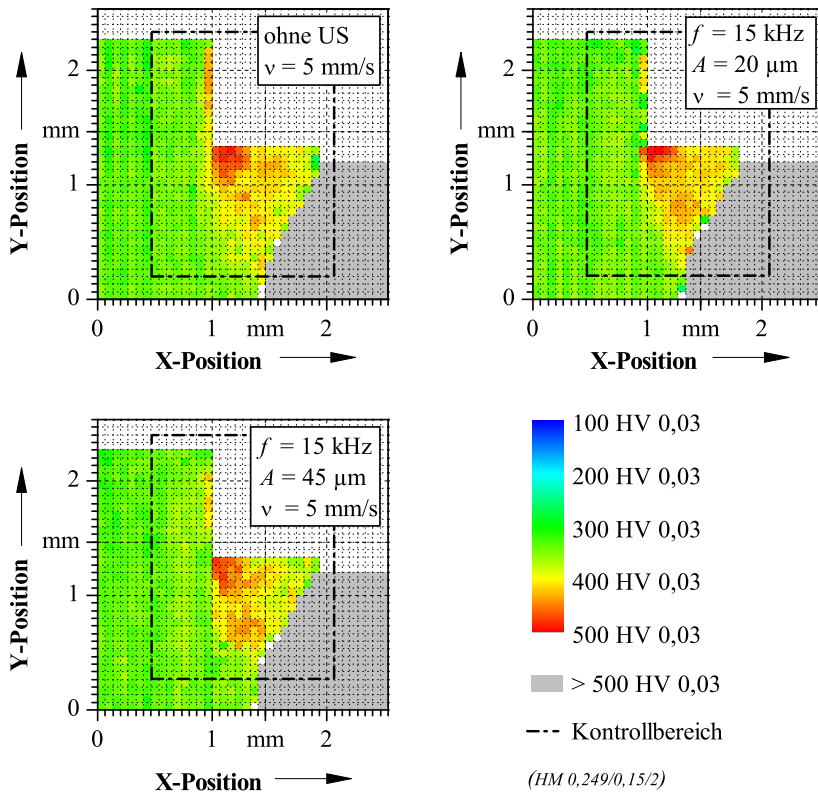 ohne US
ν = 5 mm/s
2
mm
1
0
Y-Position
0 1 mm 2
X-Position
f = 15 kHz
A = 20 µm
ν = 5 mm/s
2
mm
1
0
Y-Position
0 1 mm 2
X-Position
f = 15 kHz
A = 45 µm
ν = 5 mm/s
2
mm
1
0
Y-Position
0 1 mm 2
X-Position
100 HV 0,03
200 HV 0,03
300 HV 0,03
400 HV 0,03
500 HV 0,03
> 500 HV 0,03
Kontrollbereich
(HM 0,249/0,15/2)